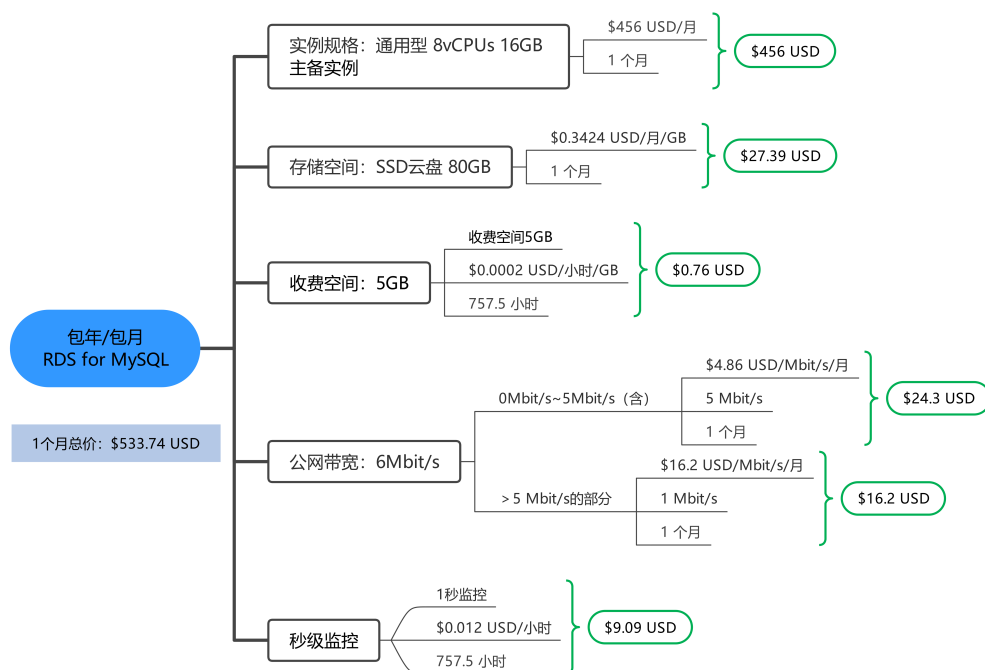 包年/包月
RDS for MySQL
1个月总价：$533.74 USD
实例规格：通用型 8vCPUs 16GB
主备实例
$456 USD/月
1 个月
$456 USD
存储空间：SSD云盘 80GB
$0.3424 USD/月/GB
1 个月
$27.39 USD
收费空间：5GB
收费空间5GB
$0.0002 USD/小时/GB
757.5 小时
$0.76 USD
公网带宽：6Mbit/s
0Mbit/s~5Mbit/s（含）
$4.86 USD/Mbit/s/月
5 Mbit/s
1 个月
$24.3 USD
＞5 Mbit/s的部分
$16.2 USD/Mbit/s/月
1 Mbit/s
1 个月
$16.2 USD
秒级监控
1秒监控
$0.012 USD/小时
757.5 小时
$9.09 USD